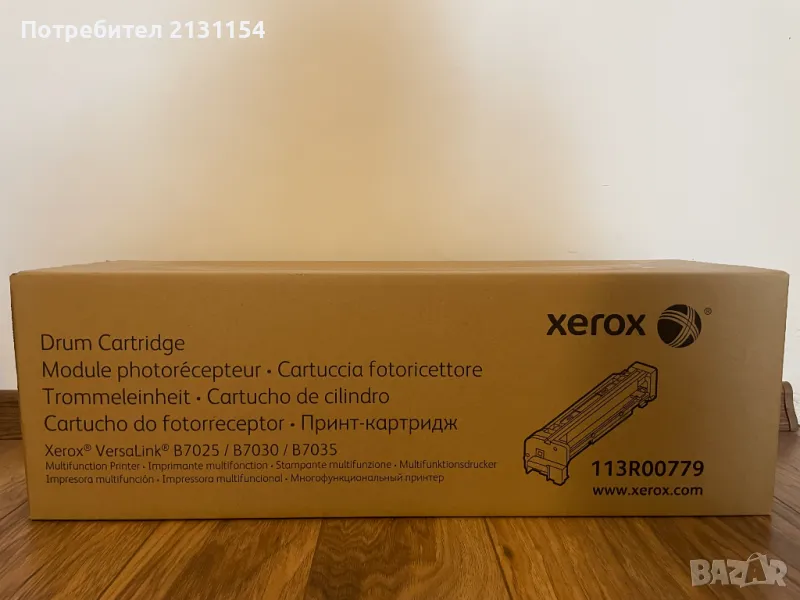 Потребител 2131154
xerox ®
Drum Cartridge
Module photorécepteur • Cartuccia fotoricettore
Trommeleinheit • Cartucho de cilindro
Cartucho do fotorreceptor • Принт-картридж
Xerox® VersaLink® B7025 / B7030 / B7035
Multifunction Printer • Imprimante multifonction • Stampante multifunzione • Multifunktionsdrucker
Impresora multifunción • Impressora multifuncional • Многофункциональный принтер
113R00779
www.xerox.com
BAZAR